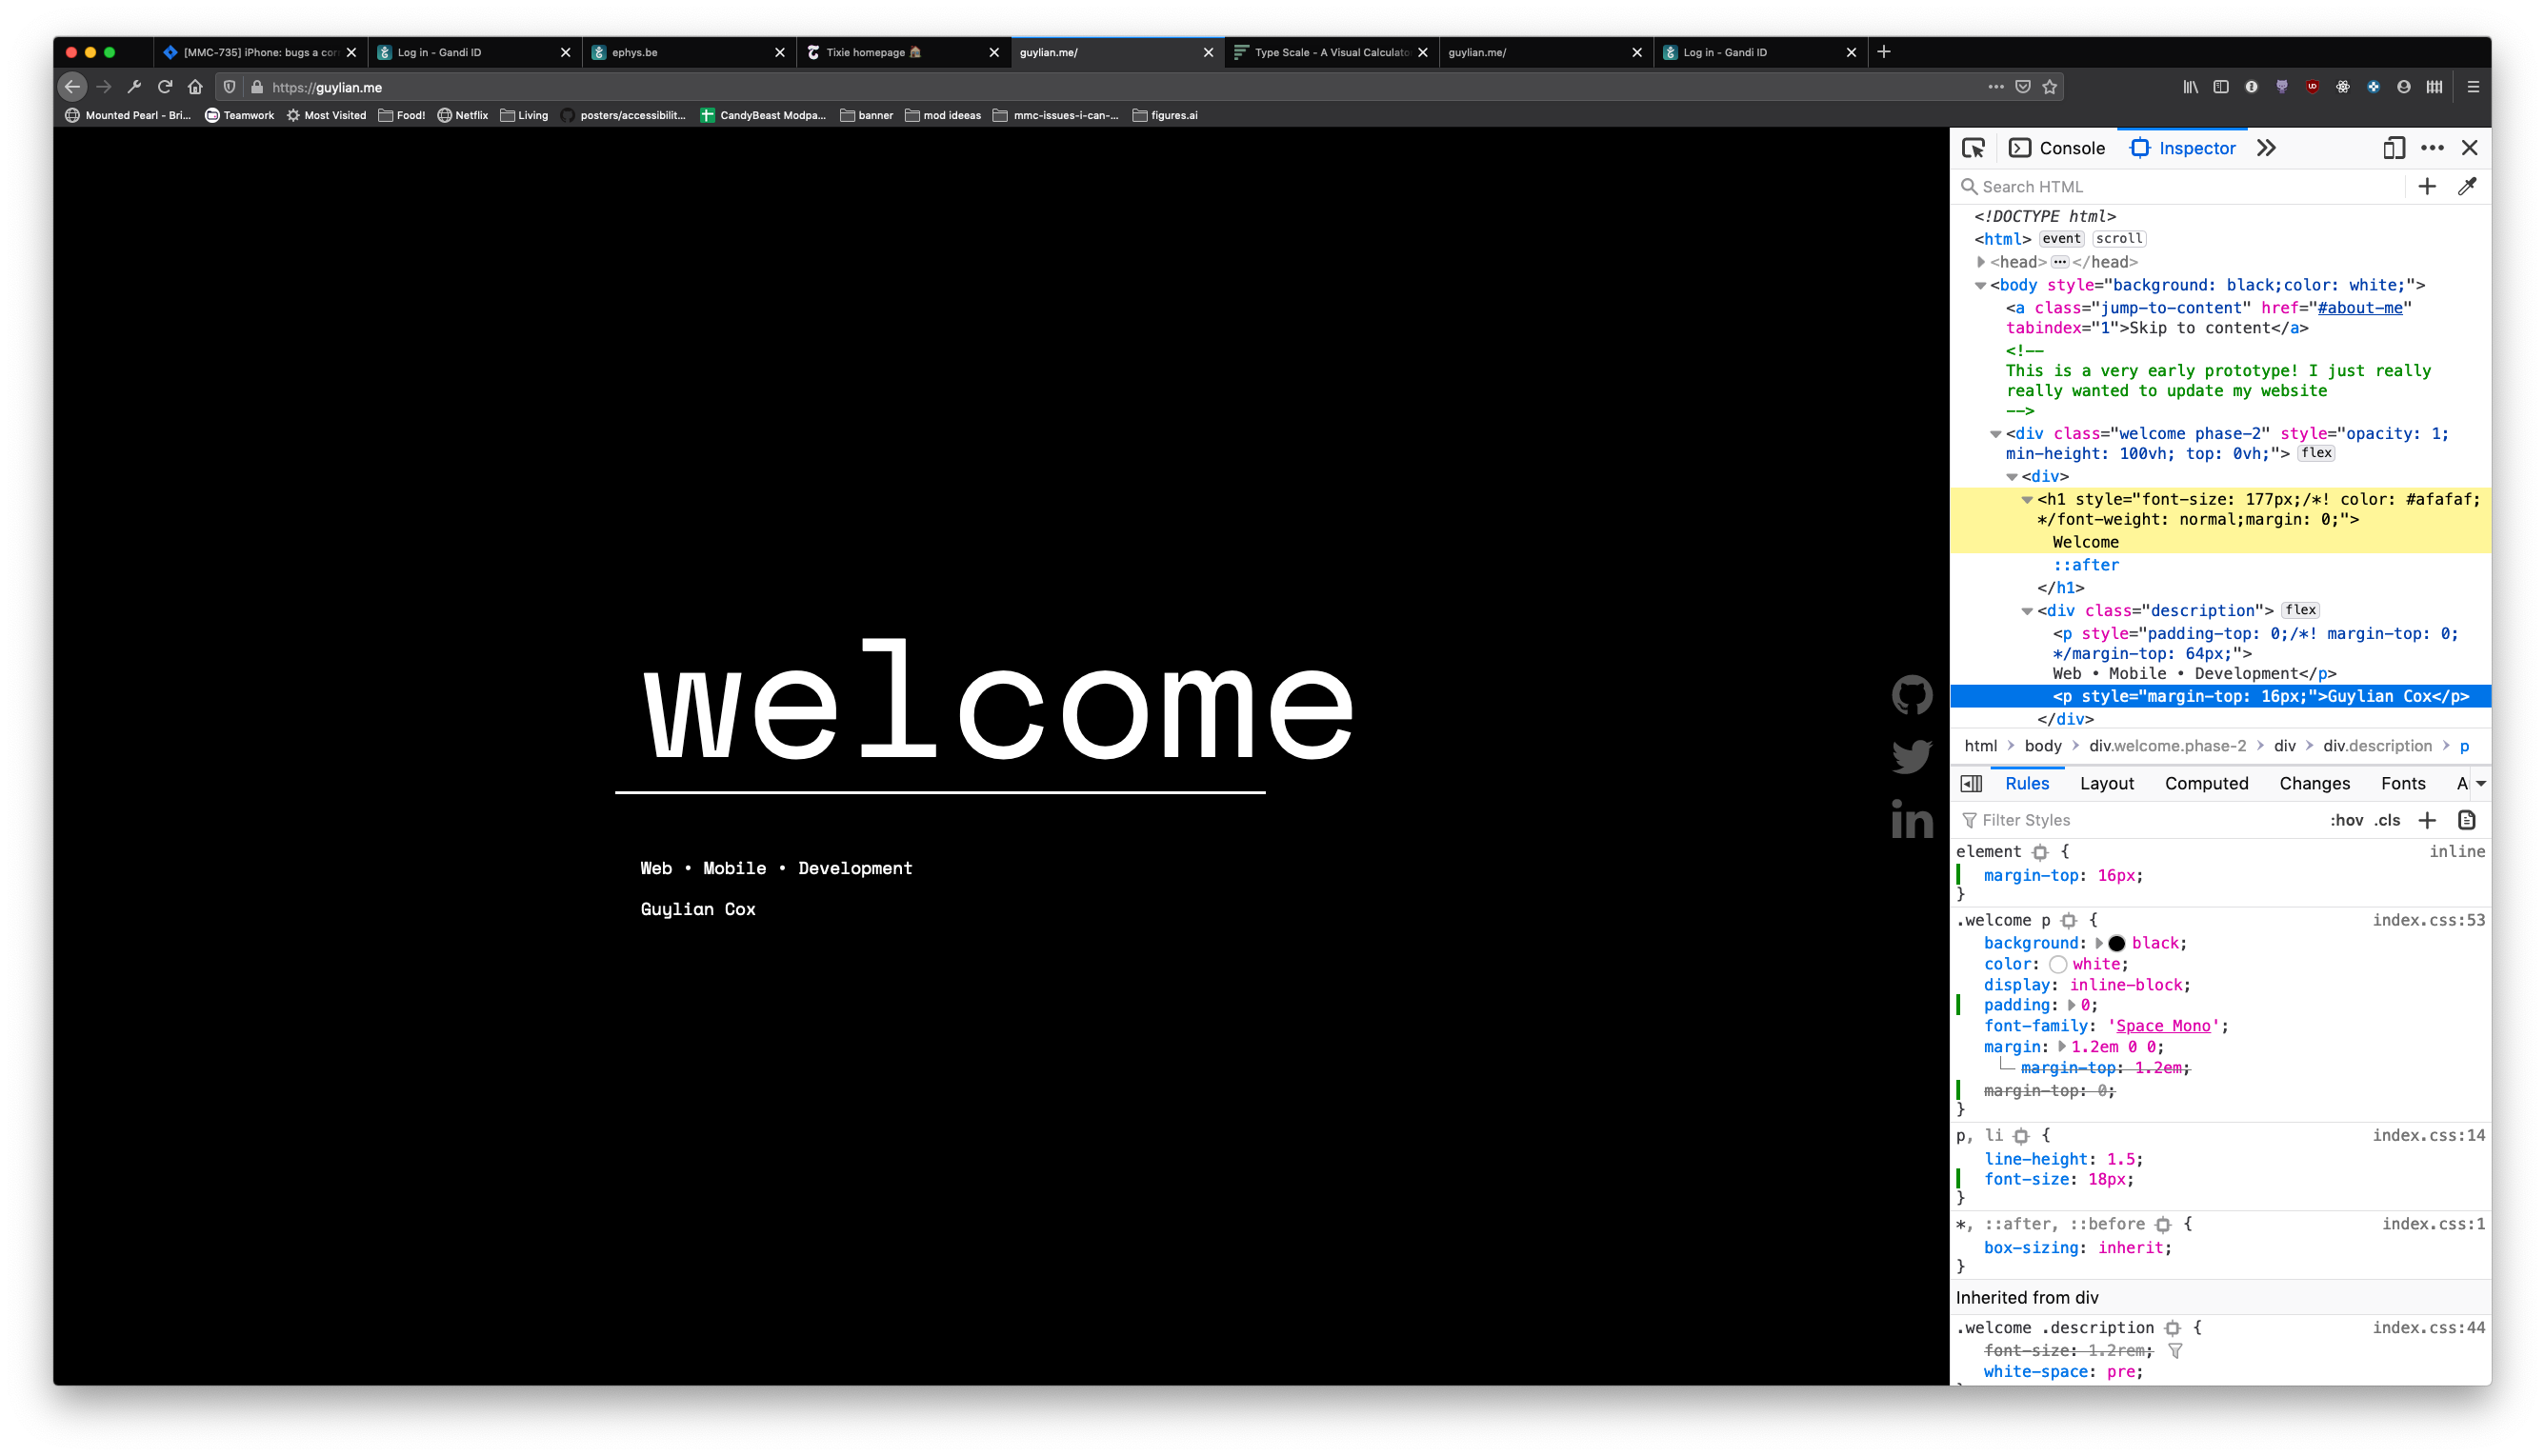 [MMC-735] iPhone: bugs a con
Log in - Gandi ID
ephys.be
Tixie homepage 🏠
guylian.me/
Type Scale - A Visual Calculato
guylian.me/
Log in - Gandi ID
https://guylian.me
Mounted Pearl - Bri...
Teamwork
Most Visited
Food!
Netflix
Living
posters/accessibilit...
CandyBeast Modpa...
banner
mod ideeas
mmc-issues-i-can-...
figures.ai
welcome
Web • Mobile • Development
Guylian Cox
in
Console
Inspector
Search HTML
<!DOCTYPE html>
<html> event scroll
<head> ••• </head>
<body style="background: black;color: white;">
<a class="jump-to-content" href="#about-me"
tabindex="1">Skip to content</a>
<!--
This is a very early prototype! I just really
really wanted to update my website
-->
<div class="welcome phase-2" style="opacity: 1;
min-height: 100vh; top: 0vh;"> flex
<div>
<h1 style="font-size: 177px;/*! color: #afafaf;
*/font-weight: normal;margin: 0;">
Welcome
::after
</h1>
<div class="description"> flex
<p style="padding-top: 0;/*! margin-top: 0;
*/margin-top: 64px;">
Web • Mobile • Development</p>
<p style="margin-top: 16px;">Guylian Cox</p>
</div>
html > body > div.welcome.phase-2 > div > div.description > p
Rules
Layout
Computed
Changes
Fonts
A
Filter Styles
:hov .cls
element { inline
margin-top: 16px;
}
.welcome p { index.css:53
background: black;
color: white;
display: inline-block;
padding: 0;
font-family: 'Space Mono';
margin: 1.2em 0 0;
margin-top: 1.2em;
margin-top: 0;
}
p, li { index.css:14
line-height: 1.5;
font-size: 18px;
}
*, ::after, ::before { index.css:1
box-sizing: inherit;
}
Inherited from div
.welcome .description { index.css:44
font-size: 1.2rem;
white-space: pre;